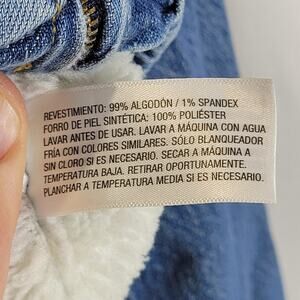 REVESTIMIENTO: 99% ALGODÓN / 1% SPANDEX
FORRO DE PIEL SINTÉTICA: 100% POLIÉSTER
LAVAR ANTES DE USAR. LAVAR A MÁQUINA CON AGUA
FRÍA CON COLORES SIMILARES. SÓLO BLANQUEADOR
SIN CLORO SI ES NECESARIO. SECAR A MÁQUINA A
TEMPERATURA BAJA. RETIRAR OPORTUNAMENTE.
PLANCHAR A TEMPERATURA MEDIA SI ES NECESARIO.